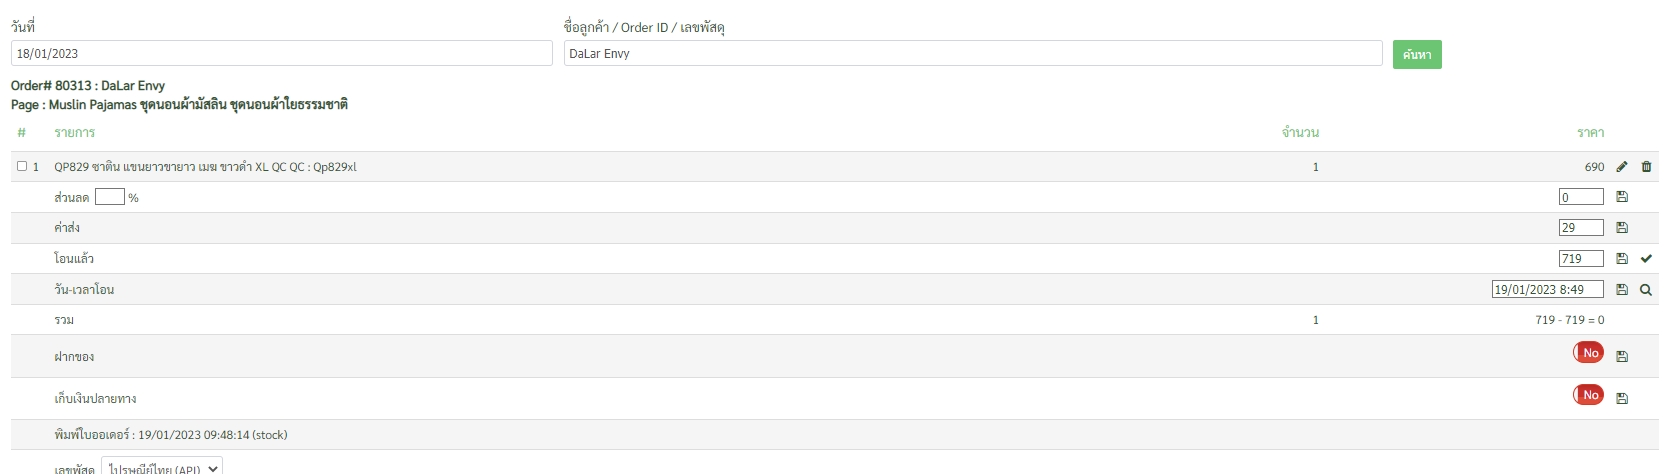 วันที่
ชื่อลูกค้า / Order ID / เลขพัสดุ
18/01/2023
DaLar Envy
ค้นหา
Order# 80313 : DaLar Envy
Page : Muslin Pajamas ชุดนอนผ้ามัสลิน ชุดนอนผ้าใยธรรมชาติ
# รายการ จำนวน ราคา
1 QP829 ซาติน แขนยาวขายาว เมฆ ขาวดำ XL QC QC : Qp829xl 1 690
ส่วนลด % 0
ค่าส่ง 29
โอนแล้ว 719
วัน-เวลาโอน 19/01/2023 8:49
รวม 1 719 - 719 = 0
ฝากของ No
เก็บเงินปลายทาง No
พิมพ์ใบออเดอร์ : 19/01/2023 09:48:14 (stock)
เลขพัสดุ ไปรษณีย์ไทย (API)